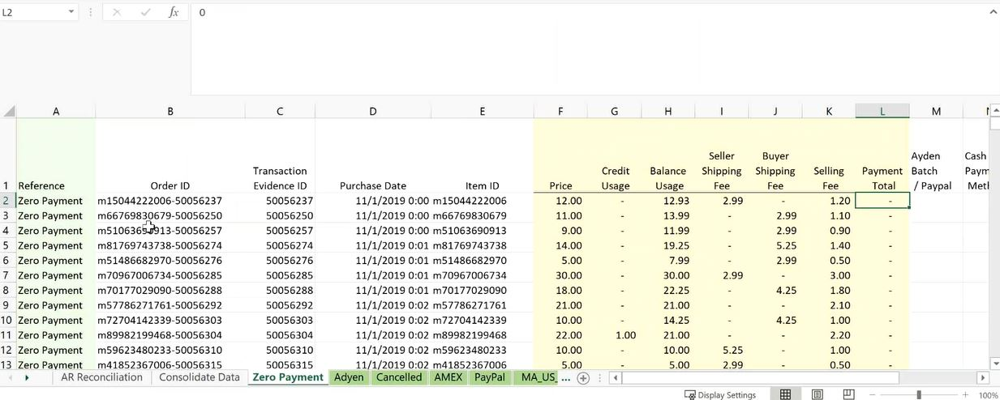 L2 fx 0
A B C D E F G H I J K L M
Seller Buyer Ayden Cash
Transaction Credit Balance Shipping Shipping Selling Payment Batch Paym
1 Reference Order ID Evidence ID Purchase Date Item ID Price Usage Usage Fee Fee Fee Total / Paypal Meth
2 Zero Payment m15044222006-50056237 50056237 11/1/2019 0:00 m15044222006 12.00 - 12.93 2.99 - 1.20 -
3 Zero Payment m66769830679-50056250 50056250 11/1/2019 0:00 m66769830679 11.00 - 13.99 - 2.99 1.10 -
4 Zero Payment m51063690913-50056257 50056257 11/1/2019 0:00 m51063690913 9.00 - 11.99 - 2.99 0.90 -
5 Zero Payment m81769743738-50056274 50056274 11/1/2019 0:01 m81769743738 14.00 - 19.25 - 5.25 1.40 -
6 Zero Payment m51486682970-50056276 50056276 11/1/2019 0:01 m51486682970 5.00 - 7.99 - 2.99 0.50 -
7 Zero Payment m70967006734-50056285 50056285 11/1/2019 0:01 m70967006734 30.00 - 30.00 2.99 - 3.00 -
8 Zero Payment m70177029090-50056288 50056288 11/1/2019 0:01 m70177029090 18.00 - 22.25 - 4.25 1.80 -
9 Zero Payment m57786271761-50056292 50056292 11/1/2019 0:02 m57786271761 21.00 - 21.00 - - 2.10 -
10 Zero Payment m72704142339-50056303 50056303 11/1/2019 0:02 m72704142339 10.00 - 14.25 - 4.25 1.00 -
11 Zero Payment m89982199468-50056304 50056304 11/1/2019 0:02 m89982199468 22.00 1.00 21.00 - - 2.20 -
12 Zero Payment m59623480233-50056310 50056310 11/1/2019 0:02 m59623480233 10.00 - 10.00 5.25 - 1.00 -
13 Zero Payment m41852367006-50056315 50056315 11/1/2019 0:02 m41852367006 5.00 - 5.00 2.99 - 0.50 -
AR Reconciliation Consolidate Data Zero Payment Adyen Cancelled AMEX PayPal MA_US_ ...
Display Settings 100%